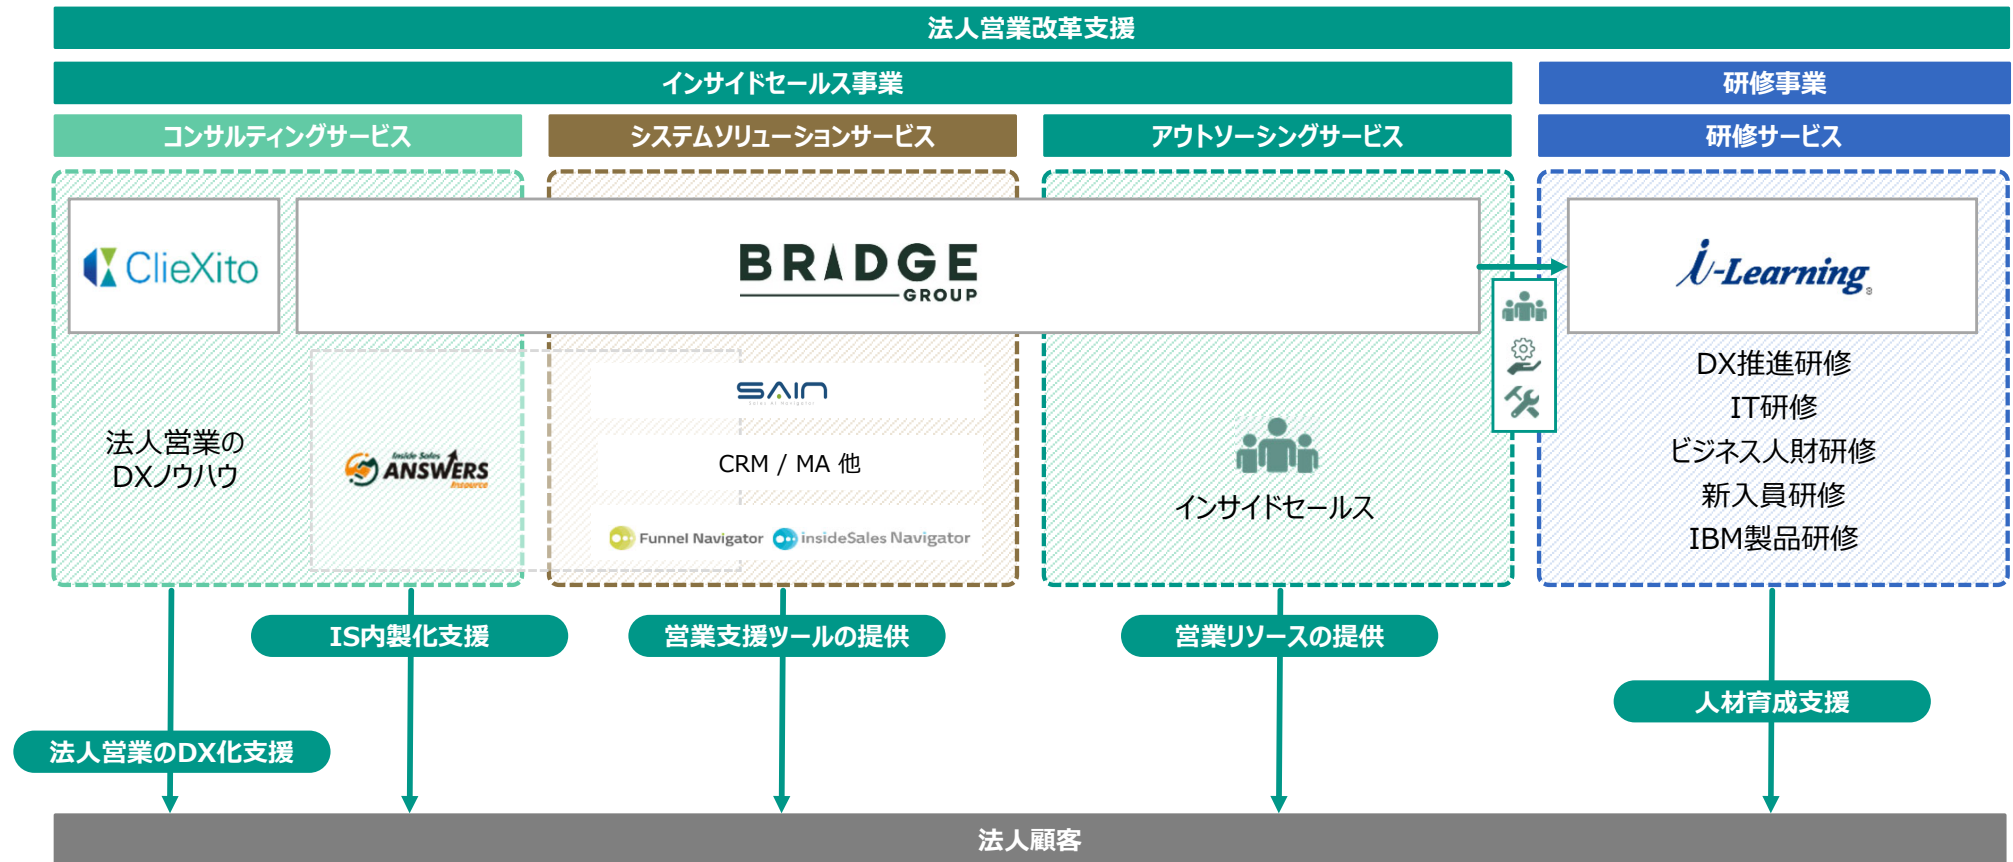 法人営業改革支援
インサイドセールス事業
研修事業
コンサルティングサービス
システムソリューションサービス
アウトソーシングサービス
研修サービス
ClieXito
BRIDGE
GROUP
i-Learning
法人営業の
DXノウハウ
Inside Sales
ANSWERS
Insource
SAIN
Sales AI Navigator
CRM / MA 他
Funnel Navigator
insideSales Navigator
インサイドセールス
DX推進研修
IT研修
ビジネス人財研修
新入員研修
IBM製品研修
IS内製化支援
営業支援ツールの提供
営業リソースの提供
人材育成支援
法人営業のDX化支援
法人顧客